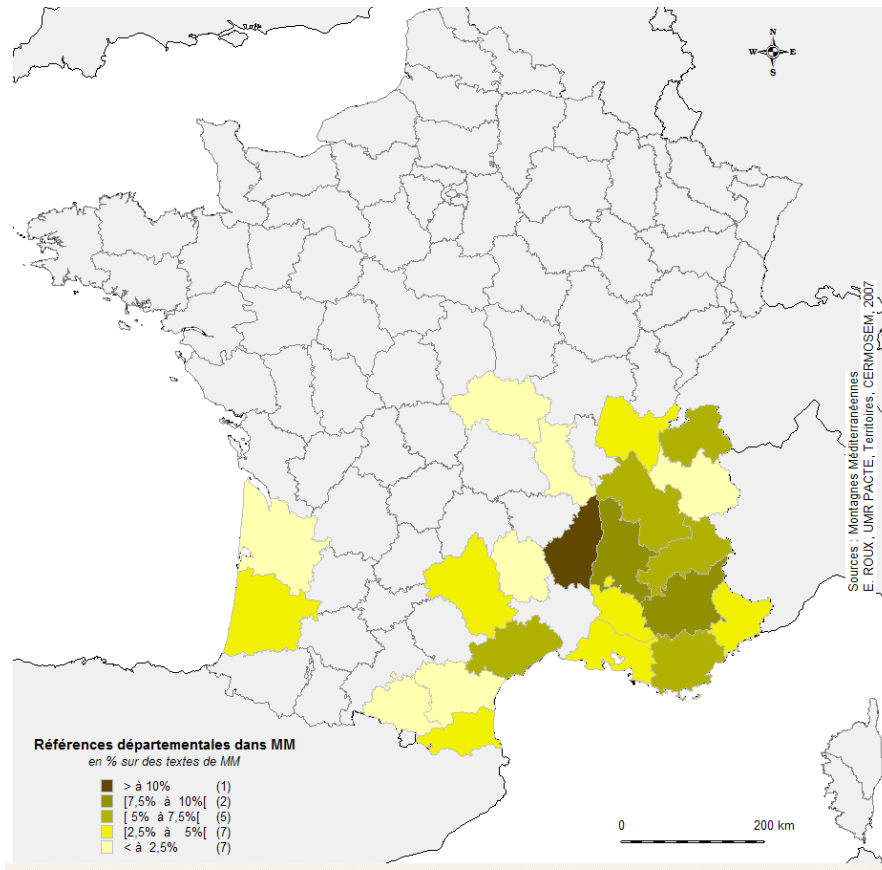 N
W E
S
Sources : Montagnes Méditerranéennes
E. ROUX, UMR PACTE, Territoires, CERMOSEM, 2007
Références départementales dans MM
en % sur des textes de MM
> à 10% (1)
[7,5% à 10%[ (2)
[ 5% à 7,5%[ (5)
[2,5% à 5%[ (7)
< à 2,5% (7)
0 200 km